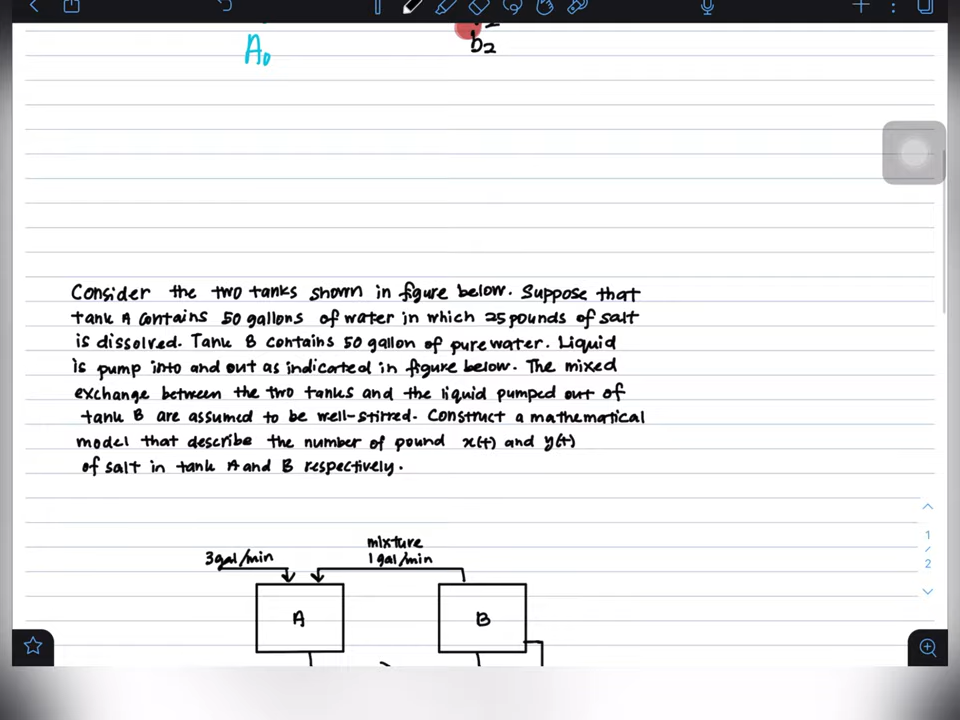 A₀
b₂
Consider the two tanks shown in figure below. Suppose that
tank A contains 50 gallons of water in which 25 pounds of salt
is dissolved. Tank B contains 50 gallon of pure water. Liquid
is pump into and out as indicated in figure below. The mixed
exchange between the two tanks and the liquid pumped out of
tank B are assumed to be well-stirred. Construct a mathematical
model that describe the number of pound x(t) and y(t)
of salt in tank A and B respectively.
mixture
3gal/min 1gal/min
A B
1
/
2